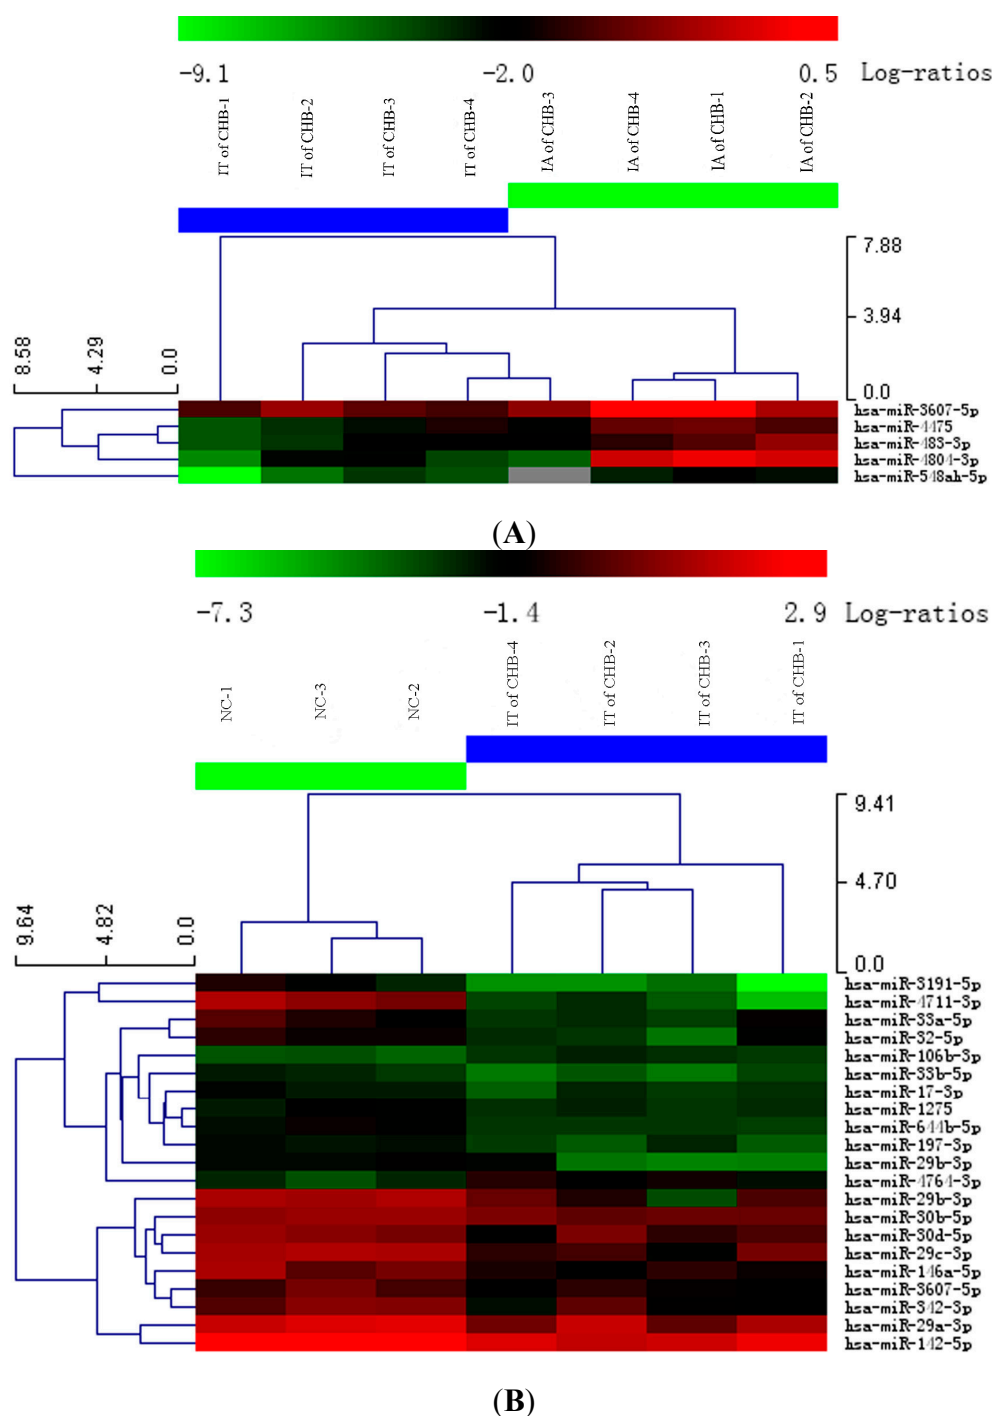 -9.1 -2.0 0.5 Log-ratios
IT of CHB-1 IT of CHB-2 IT of CHB-3 IT of CHB-4 IA of CHB-3 IA of CHB-4 IA of CHB-1 IA of CHB-2
7.88
3.94
0.0
8.58 4.29 0.0
hsa-miR-3607-5p
hsa-miR-4475
hsa-miR-483-3p
hsa-miR-4804-3p
hsa-miR-548ah-5p
(A)
-7.3 -1.4 2.9 Log-ratios
NC-1 NC-3 NC-2 IT of CHB-4 IT of CHB-2 IT of CHB-3 IT of CHB-1
9.41
4.70
0.0
9.64 4.82 0.0
hsa-miR-3191-5p
hsa-miR-4711-3p
hsa-miR-33a-5p
hsa-miR-32-5p
hsa-miR-106b-3p
hsa-miR-33b-5p
hsa-miR-17-3p
hsa-miR-1275
hsa-miR-644b-5p
hsa-miR-197-3p
hsa-miR-29b-3p
hsa-miR-4764-3p
hsa-miR-29b-3p
hsa-miR-30b-5p
hsa-miR-30d-5p
hsa-miR-29c-3p
hsa-miR-146a-5p
hsa-miR-3607-5p
hsa-miR-342-3p
hsa-miR-29a-3p
hsa-miR-142-5p
(B)